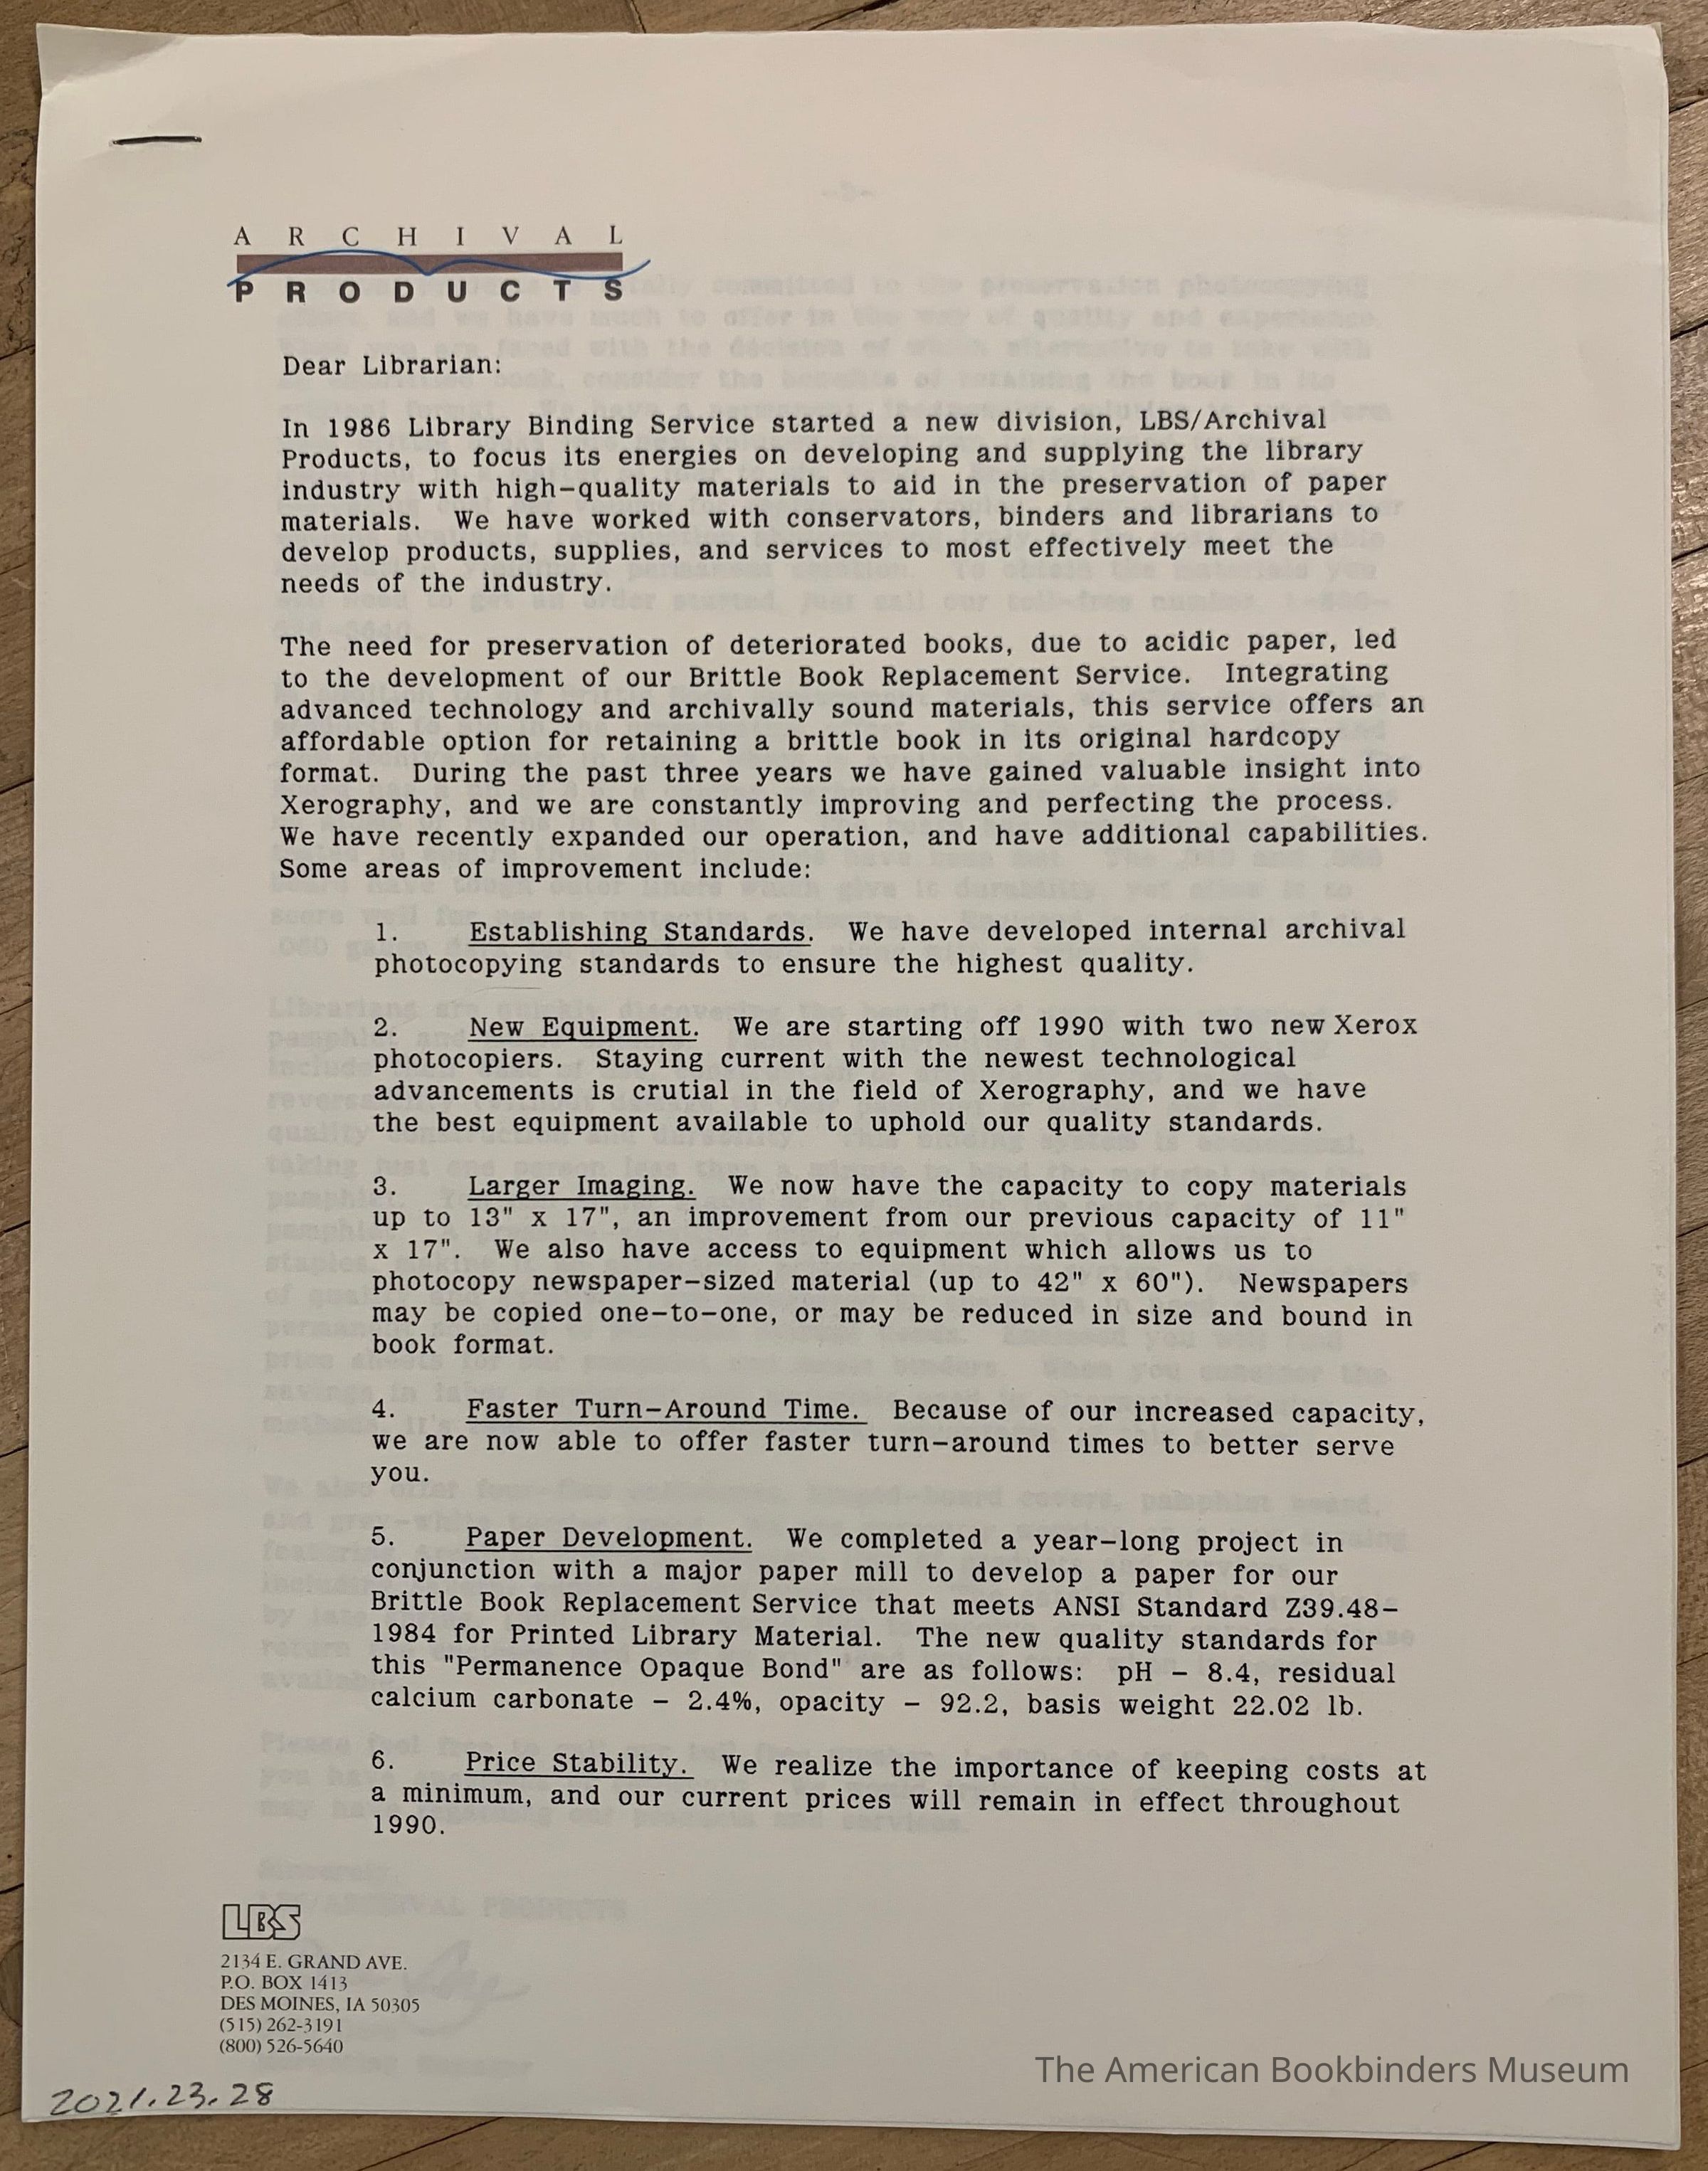 ARCHIVAL
PRODUCTS
Dear Librarian:
In 1986 Library Binding Service started a new division, LBS/Archival
Products, to focus its energies on developing and supplying the library
industry with high-quality materials to aid in the preservation of paper
materials. We have worked with conservators, binders and librarians to
develop products, supplies, and services to most effectively meet the
needs of the industry.
The need for preservation of deteriorated books, due to acidic paper, led
to the development of our Brittle Book Replacement Service. Integrating
advanced technology and archivally sound materials, this service offers an
affordable option for retaining a brittle book in its original hardcopy
format. During the past three years we have gained valuable insight into
Xerography, and we are constantly improving and perfecting the process.
We have recently expanded our operation, and have additional capabilities.
Some areas of improvement include:
1. Establishing Standards. We have developed internal archival
photocopying standards to ensure the highest quality.
2. New Equipment. We are starting off 1990 with two new Xerox
photocopiers. Staying current with the newest technological
advancements is crutial in the field of Xerography, and we have
the best equipment available to uphold our quality standards.
3. Larger Imaging. We now have the capacity to copy materials
up to 13" x 17", an improvement from our previous capacity of 11"
x 17". We also have access to equipment which allows us to
photocopy newspaper-sized material (up to 42" x 60"). Newspapers
may be copied one-to-one, or may be reduced in size and bound in
book format.
4. Faster Turn-Around Time. Because of our increased capacity,
we are now able to offer faster turn-around times to better serve
you.
5. Paper Development. We completed a year-long project in
conjunction with a major paper mill to develop a paper for our
Brittle Book Replacement Service that meets ANSI Standard Z39.48-
1984 for Printed Library Material. The new quality standards for
this "Permanence Opaque Bond" are as follows: pH - 8.4, residual
calcium carbonate - 2.4%, opacity - 92.2, basis weight 22.02 lb.
6. Price Stability. We realize the importance of keeping costs at
a minimum, and our current prices will remain in effect throughout
1990.
LBS
2134 E. GRAND AVE.
P.O. BOX 1413
DES MOINES, IA 50305
(515) 262-3191
(800) 526-5640
2021.23.28
The American Bookbinders Museum